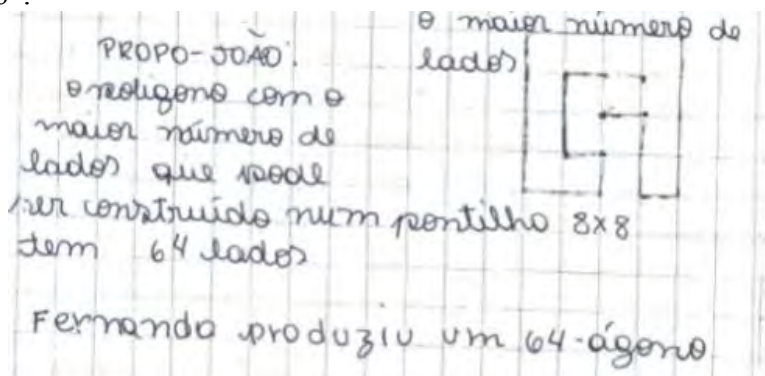 o maior número de
lados
PROPO-JOÃO:
o polígono com o
maior número de
lados que pode
ser construído num pontilho 8x8
tem 64 lados
Fernando produziu um 64-ágono